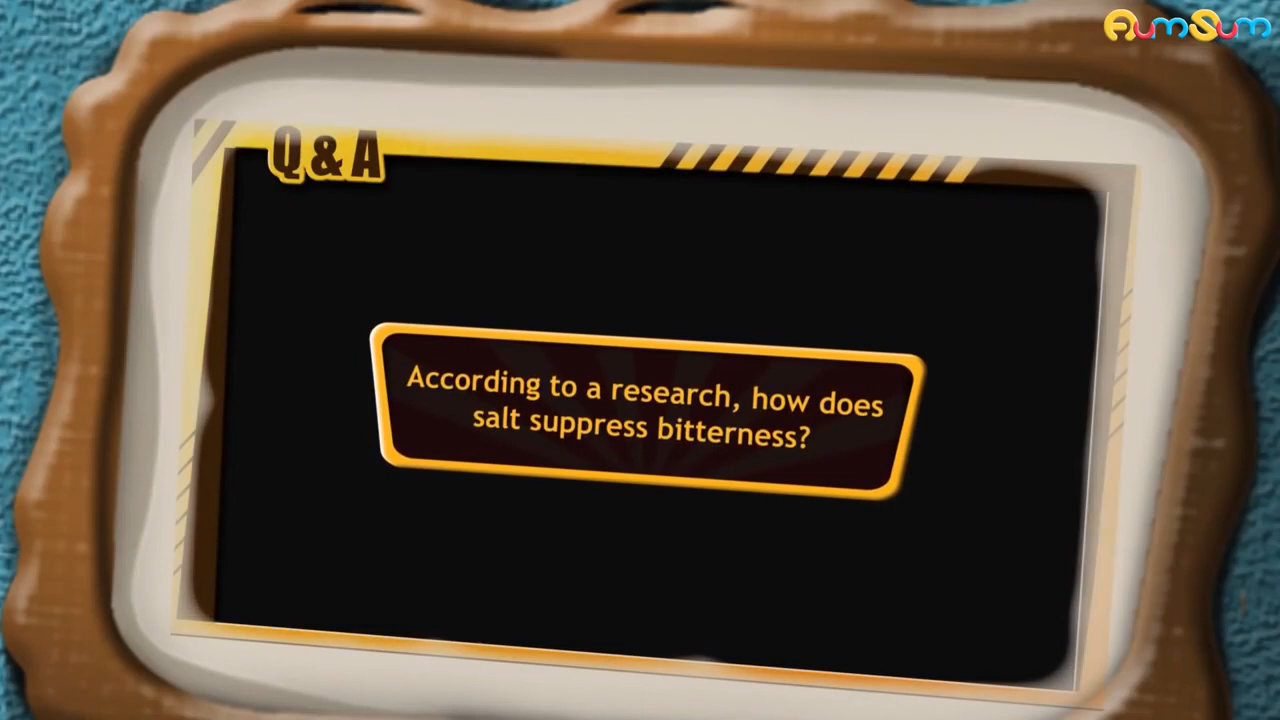 AumSum
Q & A
According to a research, how does
salt suppress bitterness?